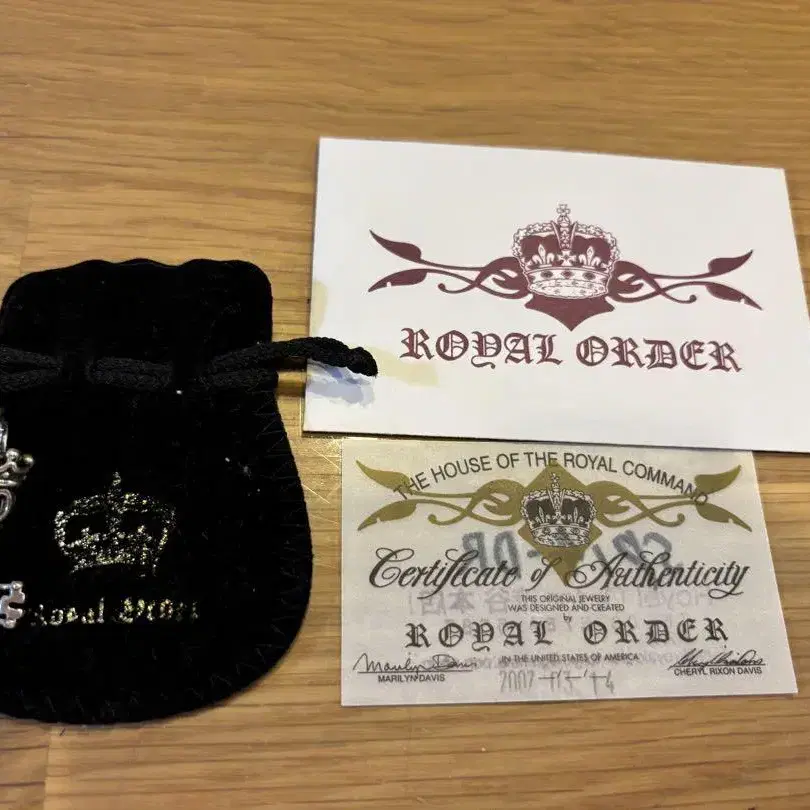 ROYAL ORDER
THE HOUSE OF THE ROYAL COMMAND
Certificate of Authenticity
THIS ORIGINAL JEWELRY
WAS DESIGNED AND CREATED
by
ROYAL ORDER
IN THE UNITED STATES OF AMERICA
MARILYN DAVIS
CHERYL RIXON DAVIS
Royal Order